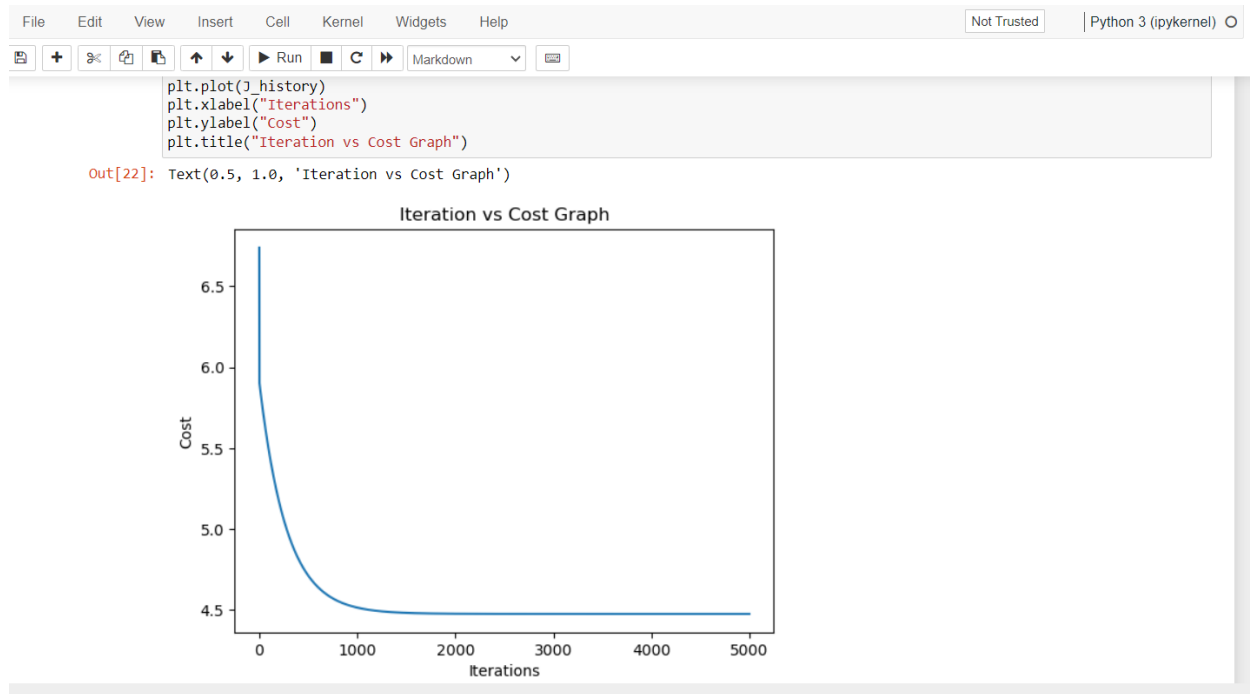 File Edit View Insert Cell Kernel Widgets Help Not Trusted Python 3 (ipykernel)
Run Markdown
plt.plot(J_history)
plt.xlabel("Iterations")
plt.ylabel("Cost")
plt.title("Iteration vs Cost Graph")
Out[22]: Text(0.5, 1.0, 'Iteration vs Cost Graph')
Iteration vs Cost Graph
6.5
6.0
Cost
5.5
5.0
4.5
0 1000 2000 3000 4000 5000
Iterations